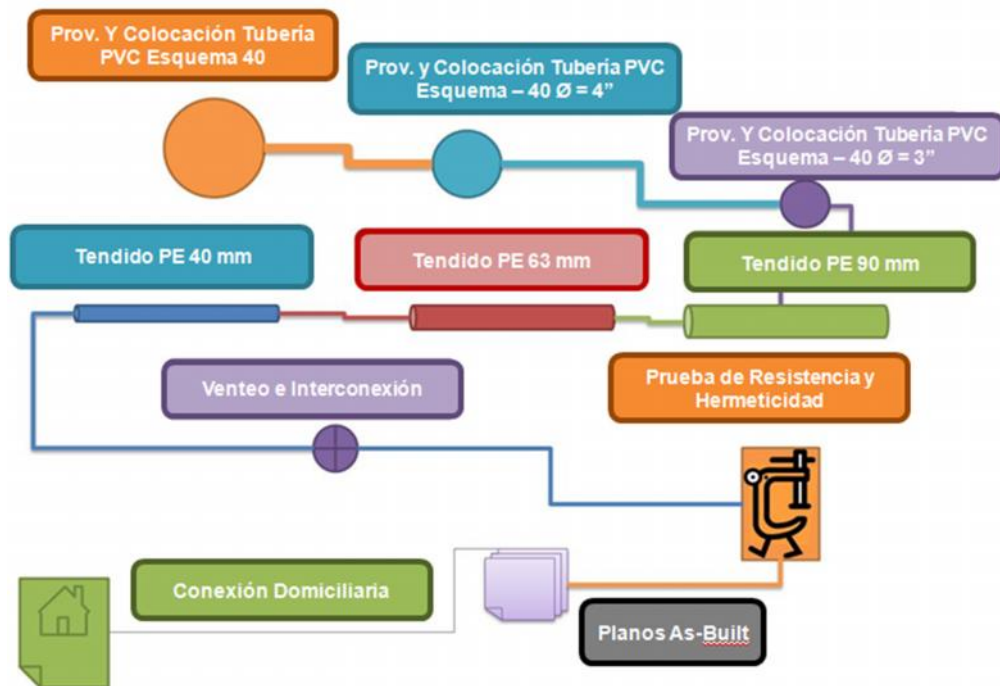 Prov. Y Colocación Tubería
PVC Esquema 40
Prov. y Colocación Tubería PVC
Esquema – 40 Ø = 4”
Prov. Y Colocación Tubería PVC
Esquema – 40 Ø = 3”
Tendido PE 40 mm
Tendido PE 63 mm
Tendido PE 90 mm
Venteo e Interconexión
Prueba de Resistencia y
Hermeticidad
Conexión Domiciliaria
Planos As-Built